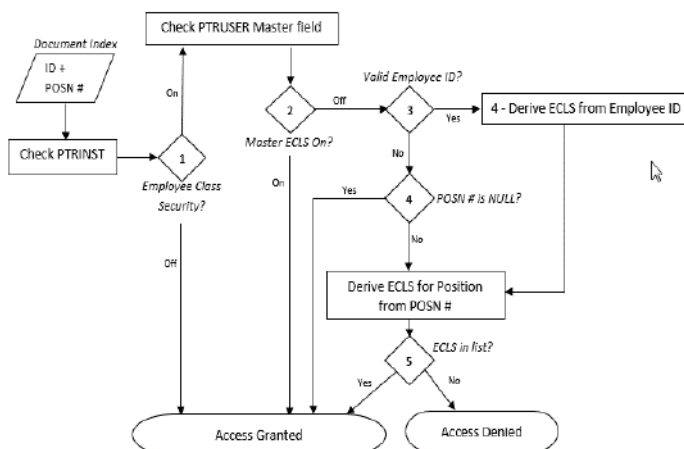 Document Index
ID +
POSN #
Check PTRINST
On
1
Employee Class
Security?
Off
Check PTRUSER Master field
2
Off
Master ECLS On?
On
Valid Employee ID?
3
Yes
4 - Derive ECLS from Employee ID
No
4
Yes
POSN # is NULL?
No
Derive ECLS for Position
from POSN #
ECLS in list?
5
Yes
No
Access Granted
Access Denied